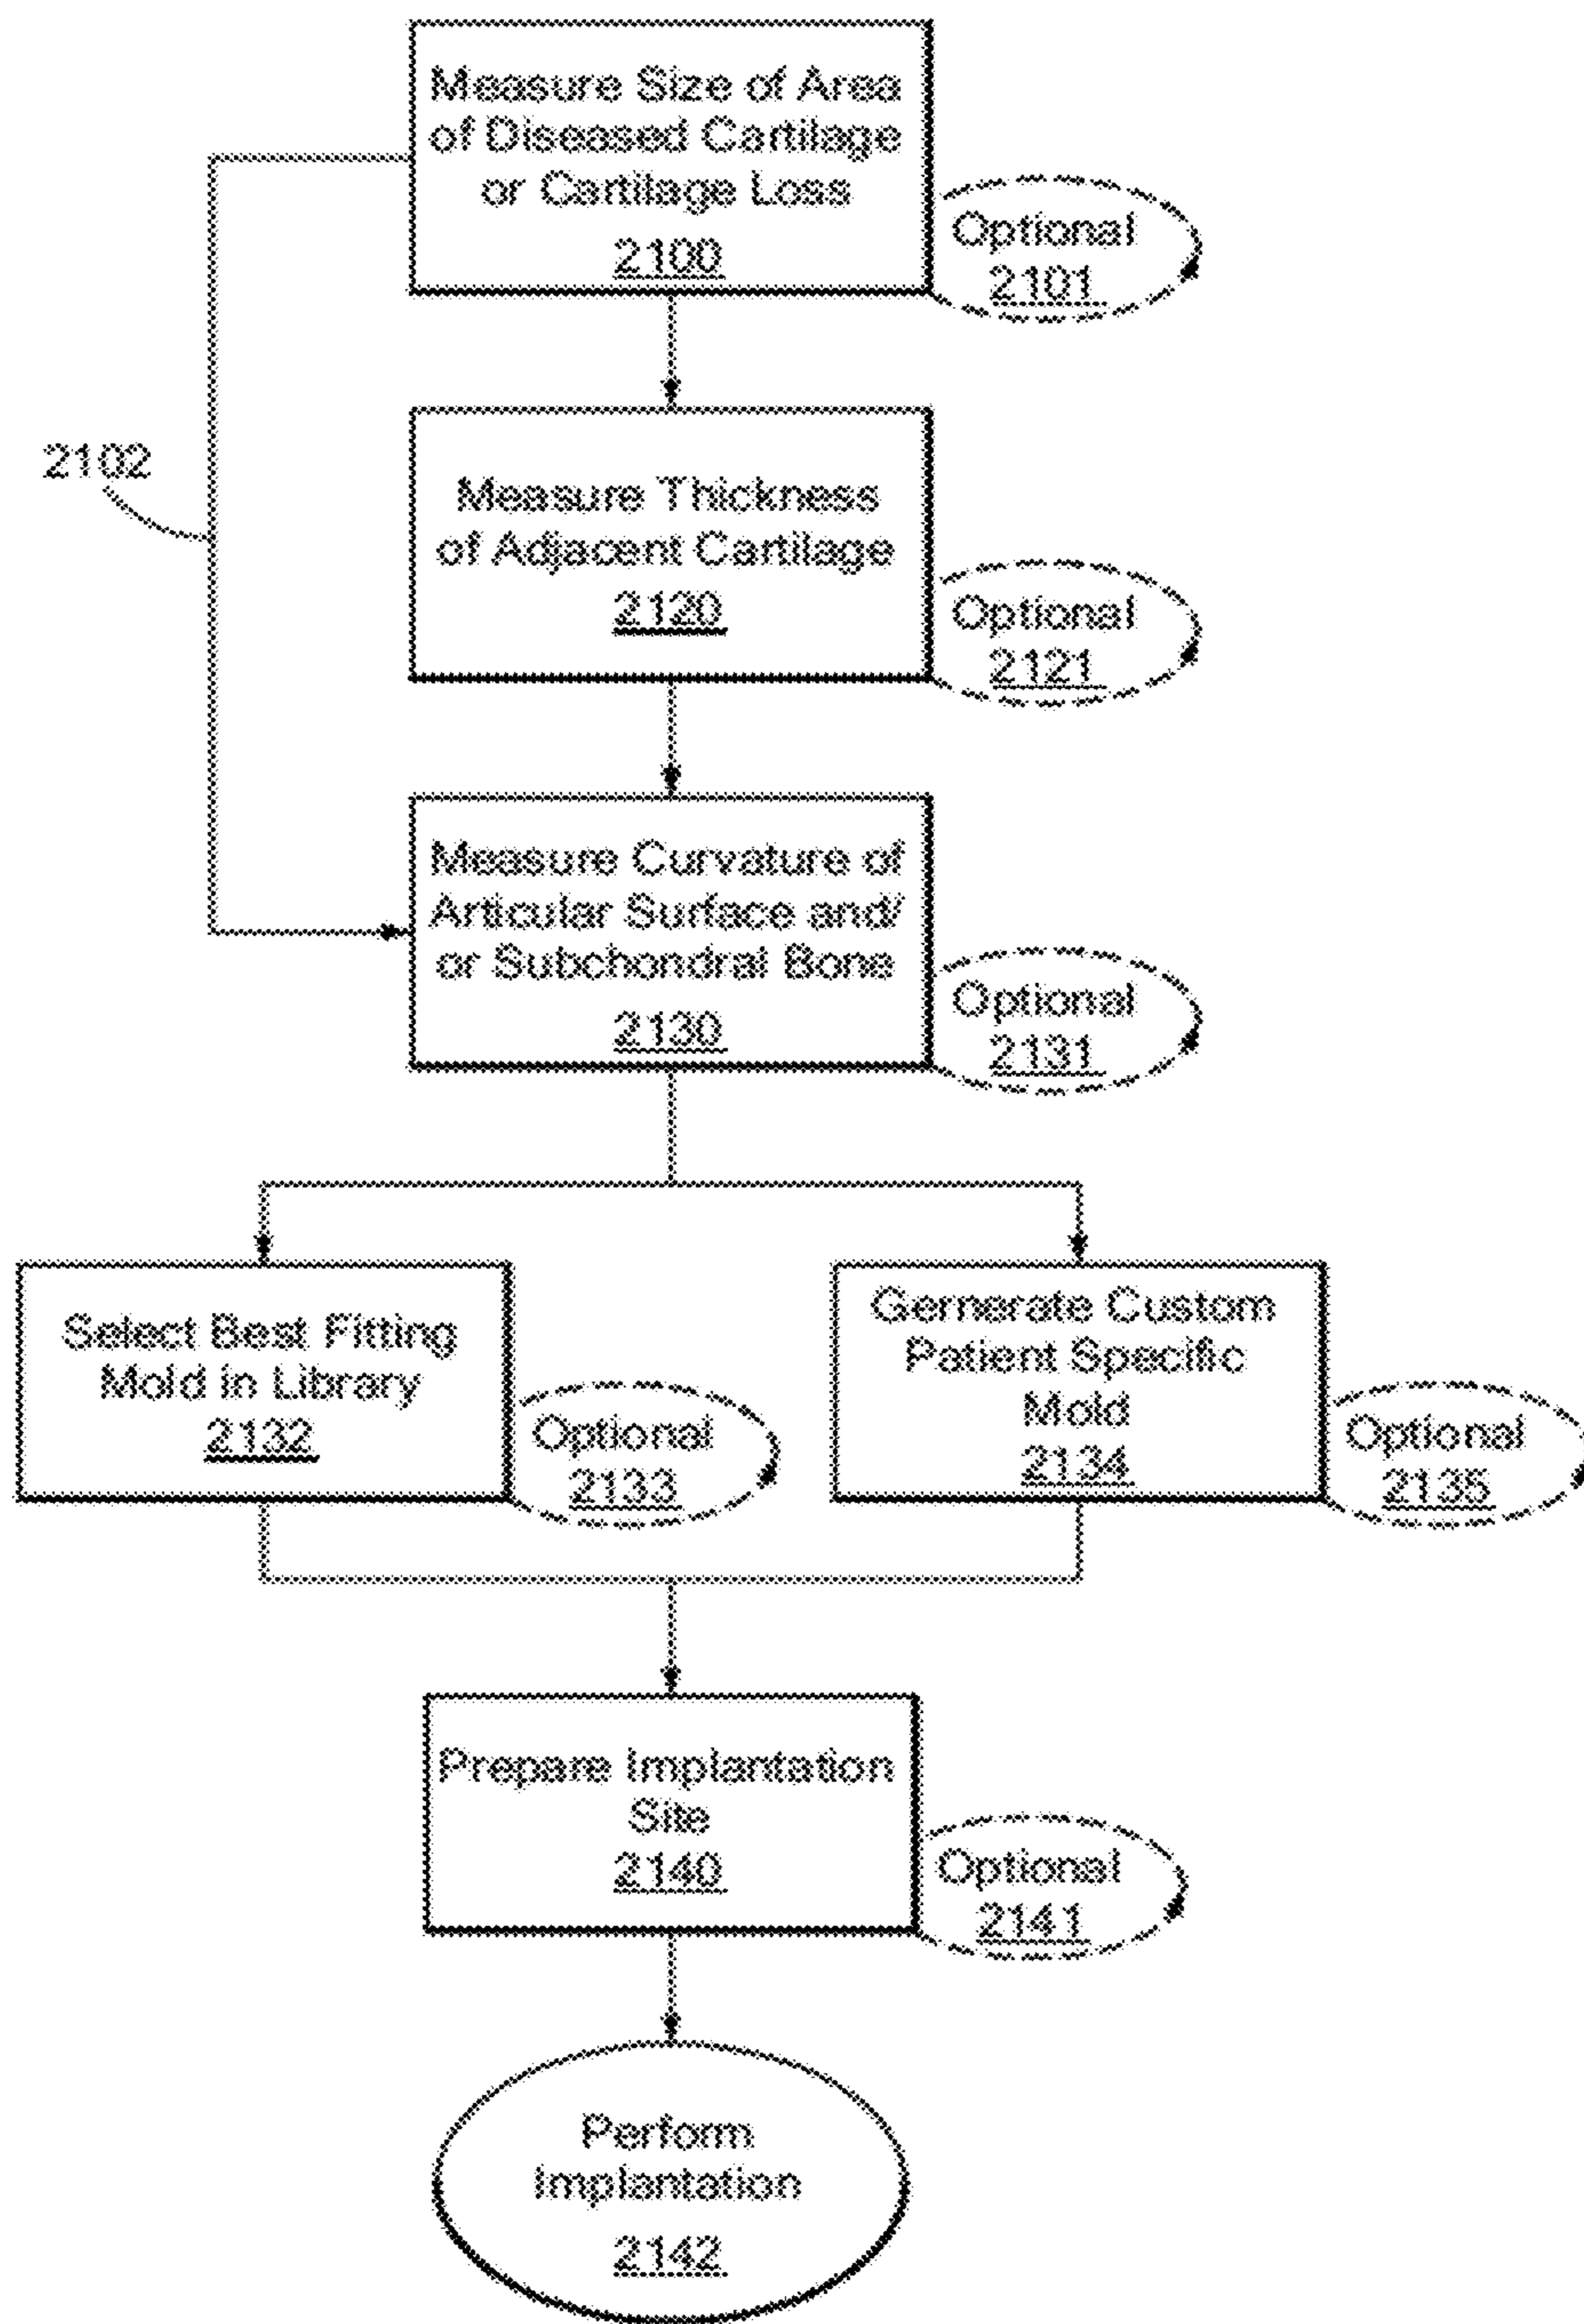 Measure Size of Area
of Diseased Cartilage
or Cartilage Loss
2100
Optional
2101
2102
Measure Thickness
of Adjacent Cartilage
2120
Optional
2121
Measure Curvature of
Articular Surface and/
or Subchondral Bone
2130
Optional
2131
Select Best Fitting
Mold in Library
2132
Optional
2133
Gernerate Custom
Patient Specific
Mold
2134
Optional
2135
Prepare Implantation
Site
2140
Optional
2141
Perform
Implantation
2142